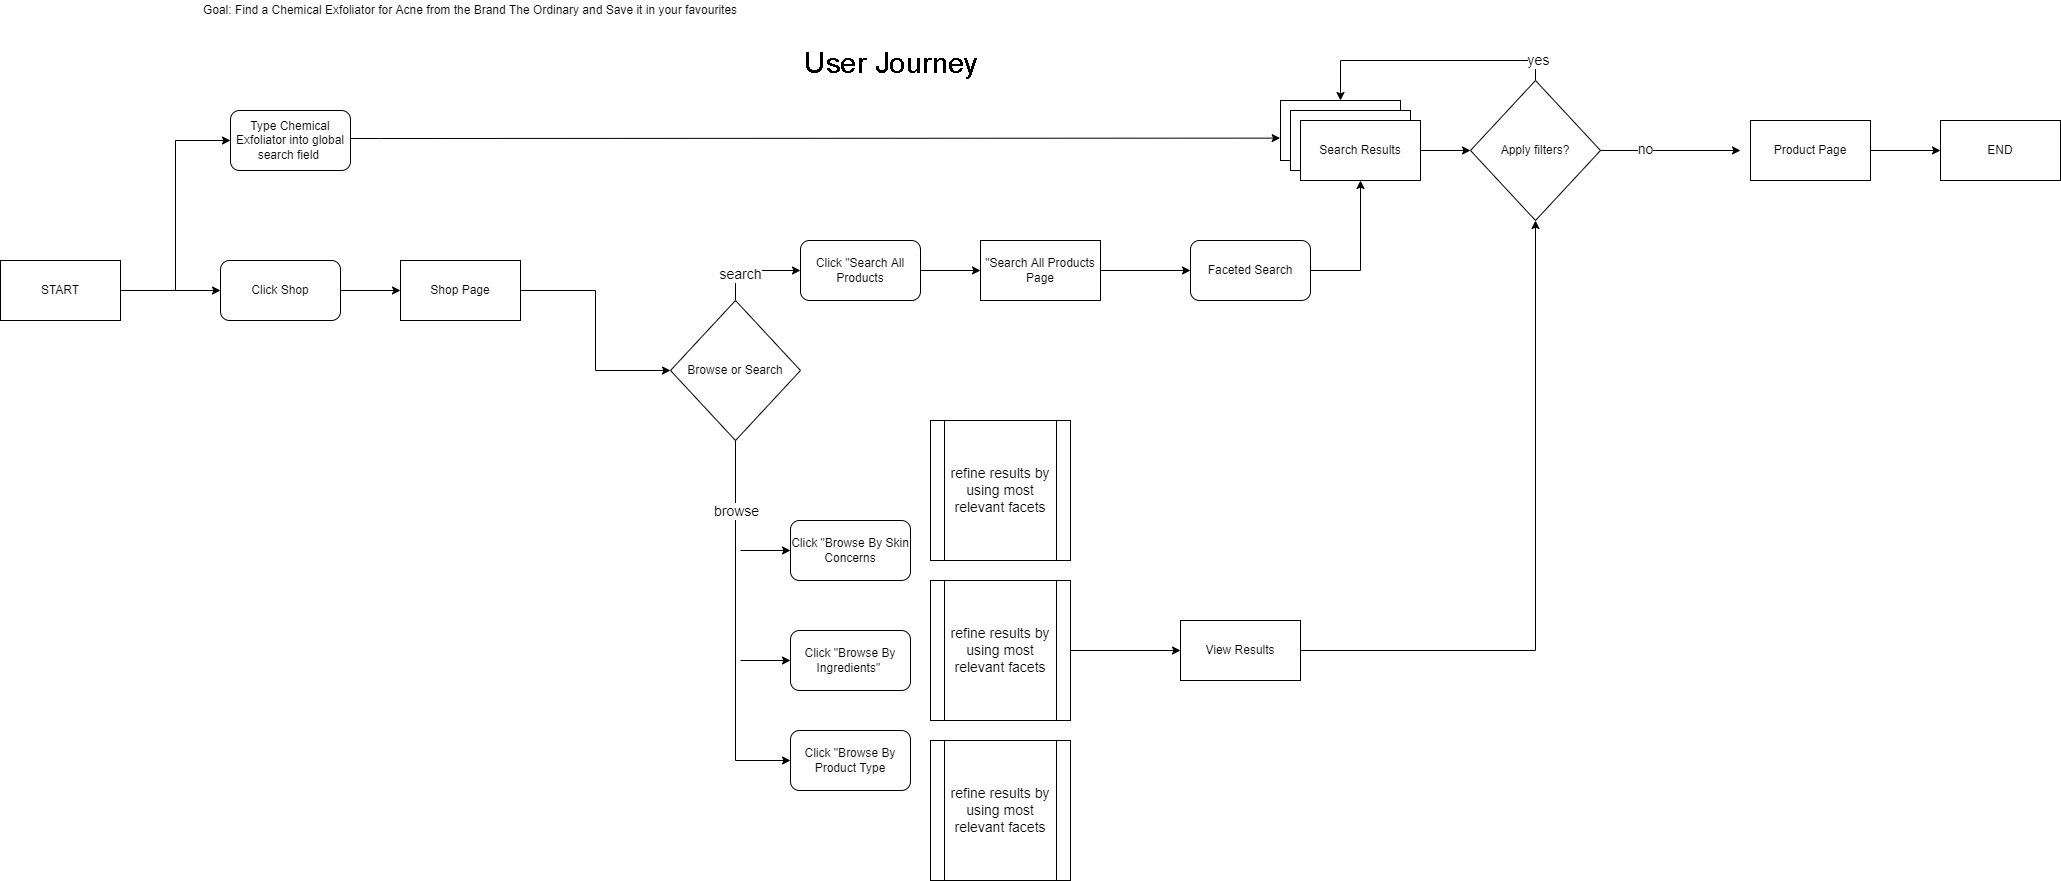 Goal: Find a Chemical Exfoliator for Acne from the Brand The Ordinary and Save it in your favourites
User Journey
yes
Type Chemical
Exfoliator into global
search field
Search Results
Apply filters?
no
Product Page
END
START
Click Shop
Shop Page
search
Click "Search All
Products
"Search All Products
Page
Faceted Search
Browse or Search
browse
refine results by
using most
relevant facets
Click "Browse By Skin
Concerns
Click "Browse By
Ingredients"
refine results by
using most
relevant facets
View Results
Click "Browse By
Product Type
refine results by
using most
relevant facets